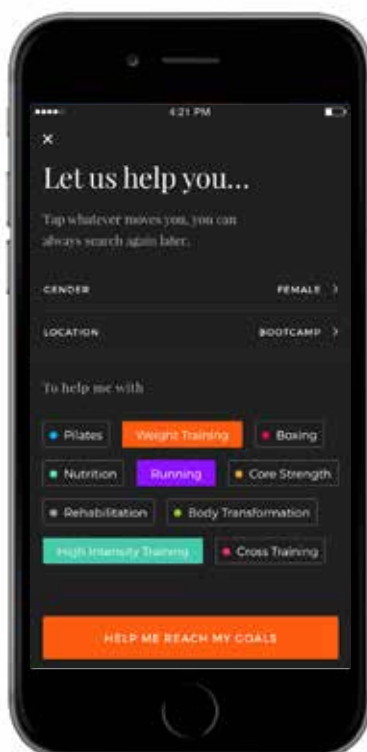 4:21 PM
Let us help you...
Tap whatever moves you, you can
always search again later.
GENDER FEMALE
LOCATION BOOTCAMP
To help me with
Pilates Weight Training Boxing
Nutrition Running Core Strength
Rehabilitation Body Transformation
High Intensity Training Cross Training
HELP ME REACH MY GOALS